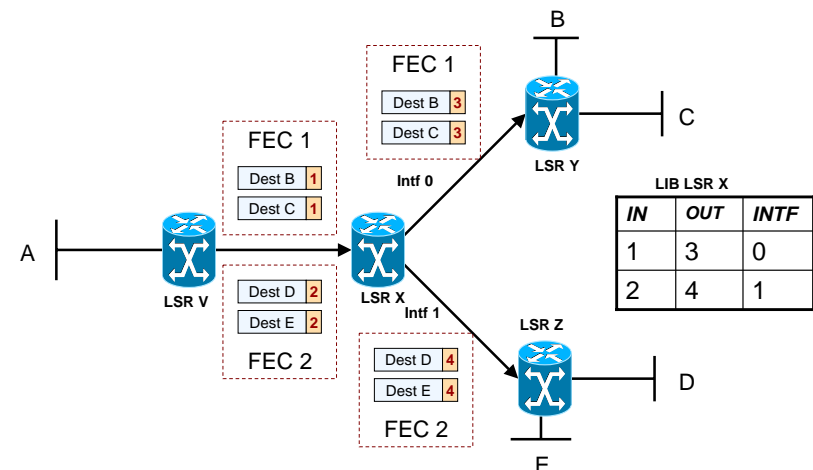 B
FEC 1
Dest B 3
Dest C 3
C
LSR Y
Intf 0
FEC 1
Dest B 1
Dest C 1
A
LSR V
LSR X
Dest D 2
Dest E 2
FEC 2
Intf 1
Dest D 4
Dest E 4
FEC 2
LSR Z
D
LIB LSR X
IN OUT INTF
1 3 0
2 4 1